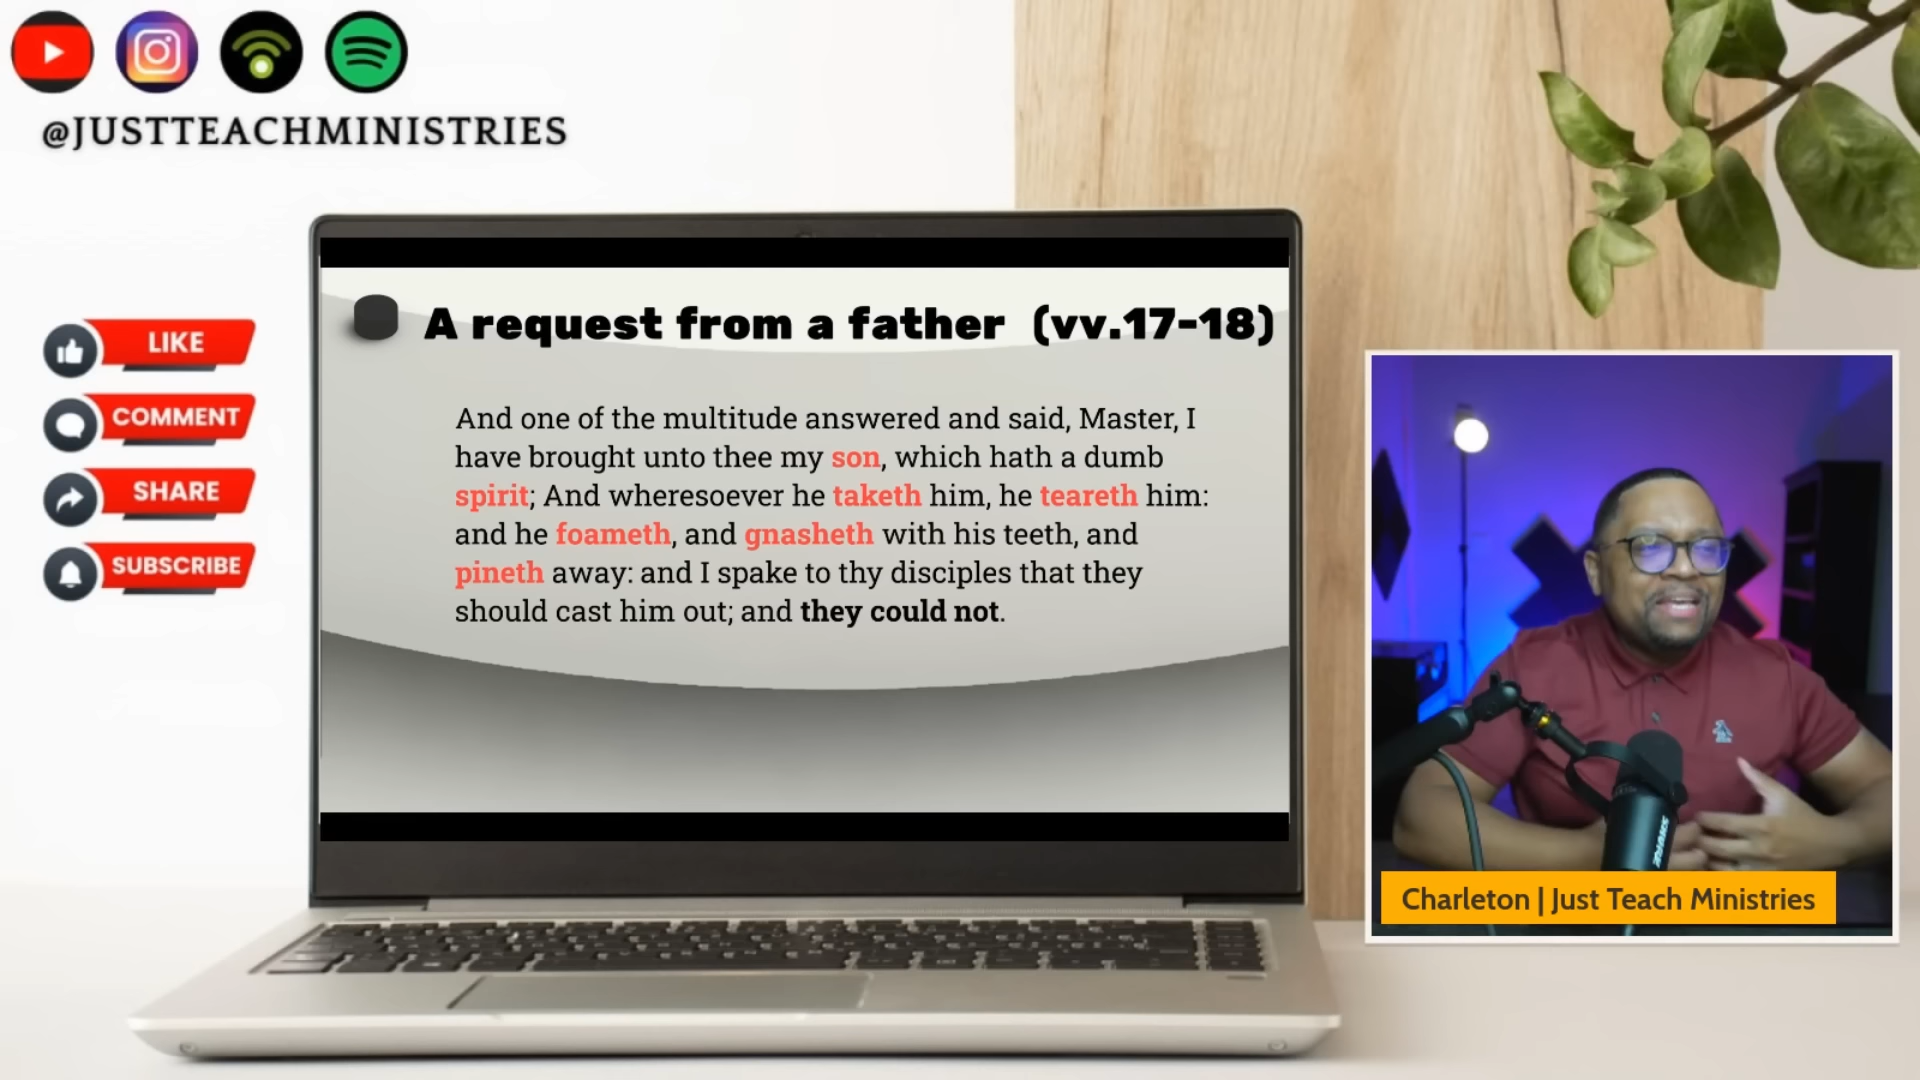 @JUSTTEACHMINISTRIES
LIKE
COMMENT
SHARE
SUBSCRIBE
A request from a father (vv.17-18)
And one of the multitude answered and said, Master, I
have brought unto thee my son, which hath a dumb
spirit; And wheresoever he taketh him, he teareth him:
and he foameth, and gnasheth with his teeth, and
pineth away: and I spake to thy disciples that they
should cast him out; and they could not.
SHURE
Charleton | Just Teach Ministries